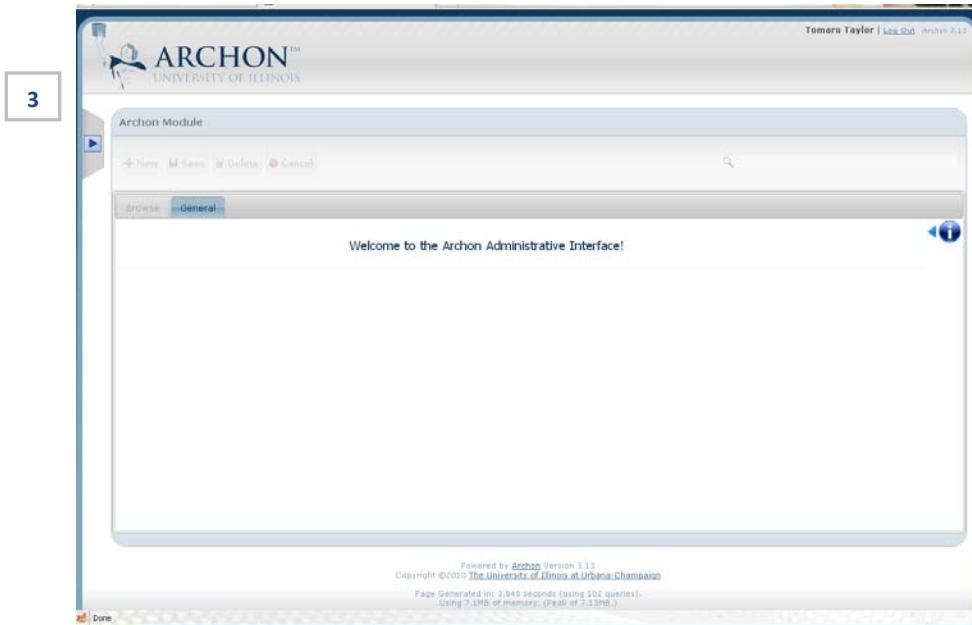 Tomaru Taylor | Log Out Archon 3.13
ARCHON™
UNIVERSITY OF ILLINOIS
3
Archon Module
New Save Delete Cancel
Browse General
Welcome to the Archon Administrative Interface!
Powered by Archon Version 3.13
Copyright ©2010 The University of Illinois at Urbana-Champaign
Page Generated in: 3.948 seconds (using 102 queries).
Using 7.1MB of memory. (Peak of 7.13MB.)
Done